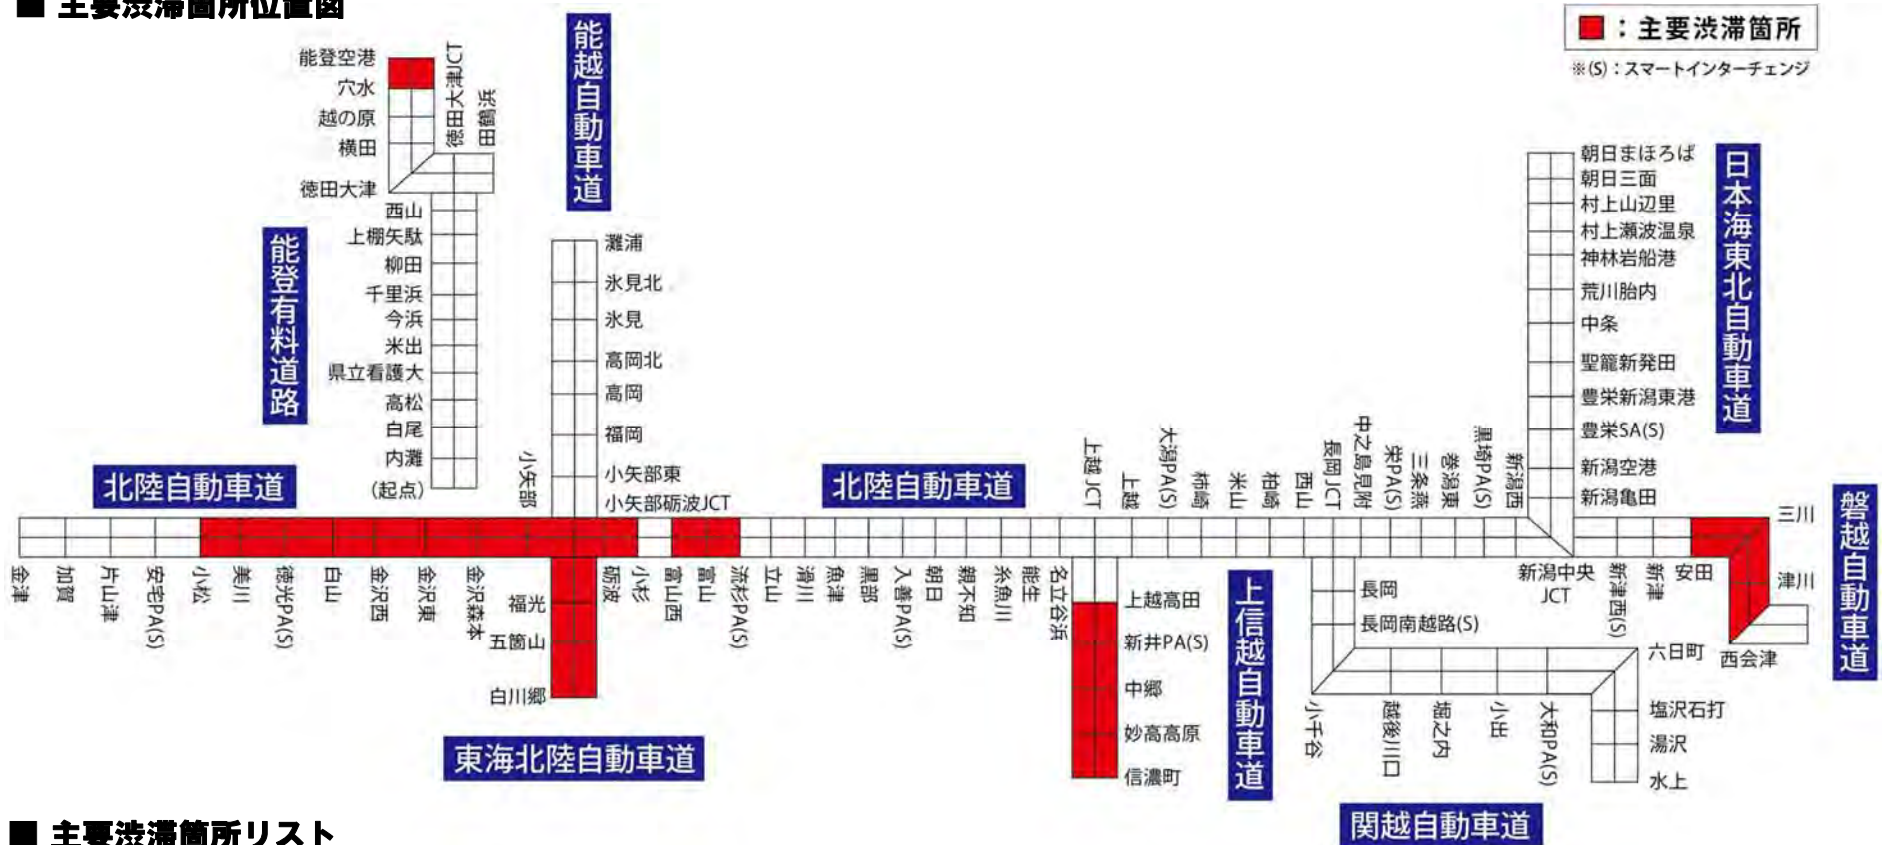 ■ 主要渋滞箇所位置図
■：主要渋滞箇所
※(S)：スマートインターチェンジ
能登空港
穴水
越の原
横田
徳田大津
徳田大津JCT
田鶴浜
西山
上棚矢駄
柳田
千里浜
今浜
米出
県立看護大
高松
白尾
内灘
(起点)
能登有料道路
能越自動車道
灘浦
氷見北
氷見
高岡北
高岡
福岡
小矢部東
小矢部砺波JCT
小矢部
北陸自動車道
北陸自動車道
金津
加賀
片山津
安宅PA(S)
小松
美川
徳光PA(S)
白山
金沢西
金沢東
金沢森本
砺波
小杉
富山西
富山
流杉PA(S)
立山
滑川
魚津
黒部
入善PA(S)
朝日
親不知
糸魚川
能生
名立谷浜
上越JCT
上越
大潟PA(S)
柿崎
米山
柏崎
西山
長岡JCT
中之島見附
栄PA(S)
三条燕
巻潟東
黒埼PA(S)
新潟西
新潟中央
JCT
福光
五箇山
白川郷
東海北陸自動車道
上越高田
新井PA(S)
中郷
妙高高原
信濃町
上信越自動車道
長岡
長岡南越路(S)
小千谷
越後川口
堀之内
小出
大和PA(S)
六日町
塩沢石打
湯沢
水上
関越自動車道
朝日まほろば
朝日三面
村上山辺里
村上瀬波温泉
神林岩船港
荒川胎内
中条
聖籠新発田
豊栄新潟東港
豊栄SA(S)
新潟空港
新潟亀田
日本海東北自動車道
新津西(S)
新津
安田
三川
津川
西会津
磐越自動車道
■ 主要渋滞箇所リスト